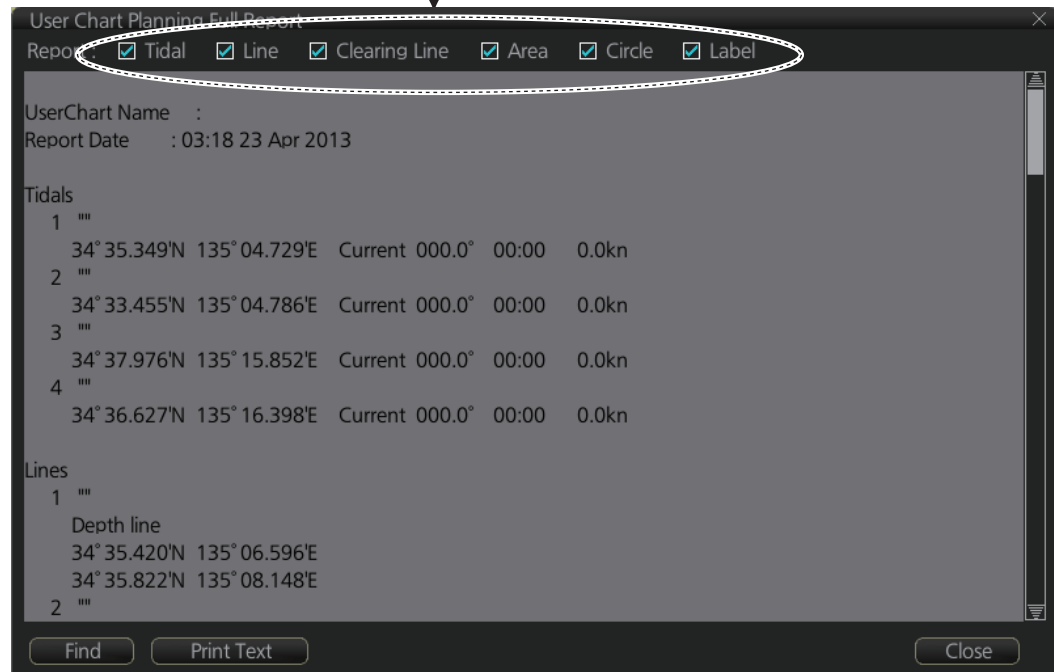 User Chart Planning Full Report
Report : Tidal Line Clearing Line Area Circle Label
UserChart Name :
Report Date : 03:18 23 Apr 2013
Tidals
1 ""
34°35.349'N 135°04.729'E Current 000.0° 00:00 0.0kn
2 ""
34°33.455'N 135°04.786'E Current 000.0° 00:00 0.0kn
3 ""
34°37.976'N 135°15.852'E Current 000.0° 00:00 0.0kn
4 ""
34°36.627'N 135°16.398'E Current 000.0° 00:00 0.0kn
Lines
1 ""
Depth line
34°35.420'N 135°06.596'E
34°35.822'N 135°08.148'E
2 ""
Find Print Text Close